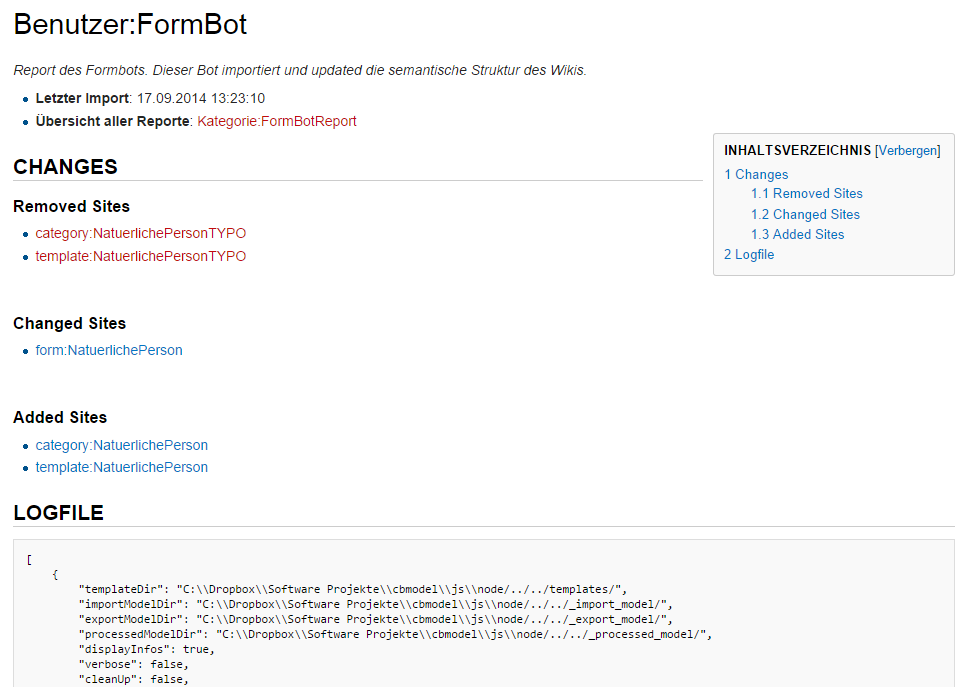 Benutzer:FormBot
Report des Formbots. Dieser Bot importiert und updated die semantische Struktur des Wikis.
Letzter Import: 17.09.2014 13:23:10
Übersicht aller Reporte: Kategorie:FormBotReport
INHALTSVERZEICHNIS [Verbergen]
1 Changes
1.1 Removed Sites
1.2 Changed Sites
1.3 Added Sites
2 Logfile
CHANGES
Removed Sites
category:NatuerlichePersonTYPO
template:NatuerlichePersonTYPO
Changed Sites
form:NatuerlichePerson
Added Sites
category:NatuerlichePerson
template:NatuerlichePerson
LOGFILE
[
{
"templateDir": "C:\\Dropbox\\Software Projekte\\cbmodel\\js\\node/../../templates/",
"importModelDir": "C:\\Dropbox\\Software Projekte\\cbmodel\\js\\node/../../_import_model/",
"exportModelDir": "C:\\Dropbox\\Software Projekte\\cbmodel\\js\\node/../../_export_model/",
"processedModelDir": "C:\\Dropbox\\Software Projekte\\cbmodel\\js\\node/../../_processed_model/",
"displayInfos": true,
"verbose": false,
"cleanUp": false,